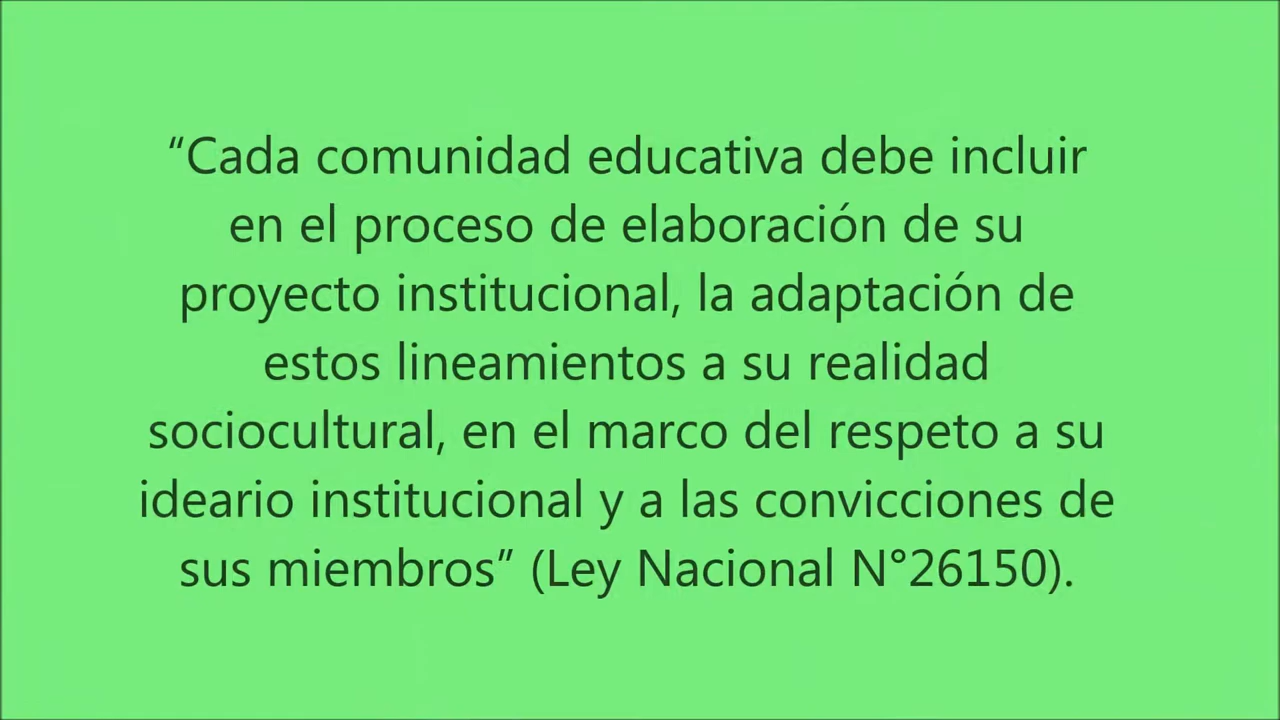 “Cada comunidad educativa debe incluir
en el proceso de elaboración de su
proyecto institucional, la adaptación de
estos lineamientos a su realidad
sociocultural, en el marco del respeto a su
ideario institucional y a las convicciones de
sus miembros” (Ley Nacional N°26150).